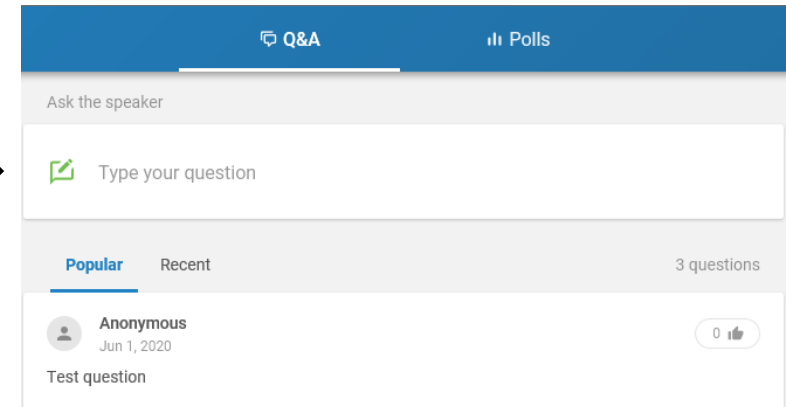 Q&A Polls
Ask the speaker
Type your question
Popular Recent 3 questions
Anonymous
Jun 1, 2020
0
Test question